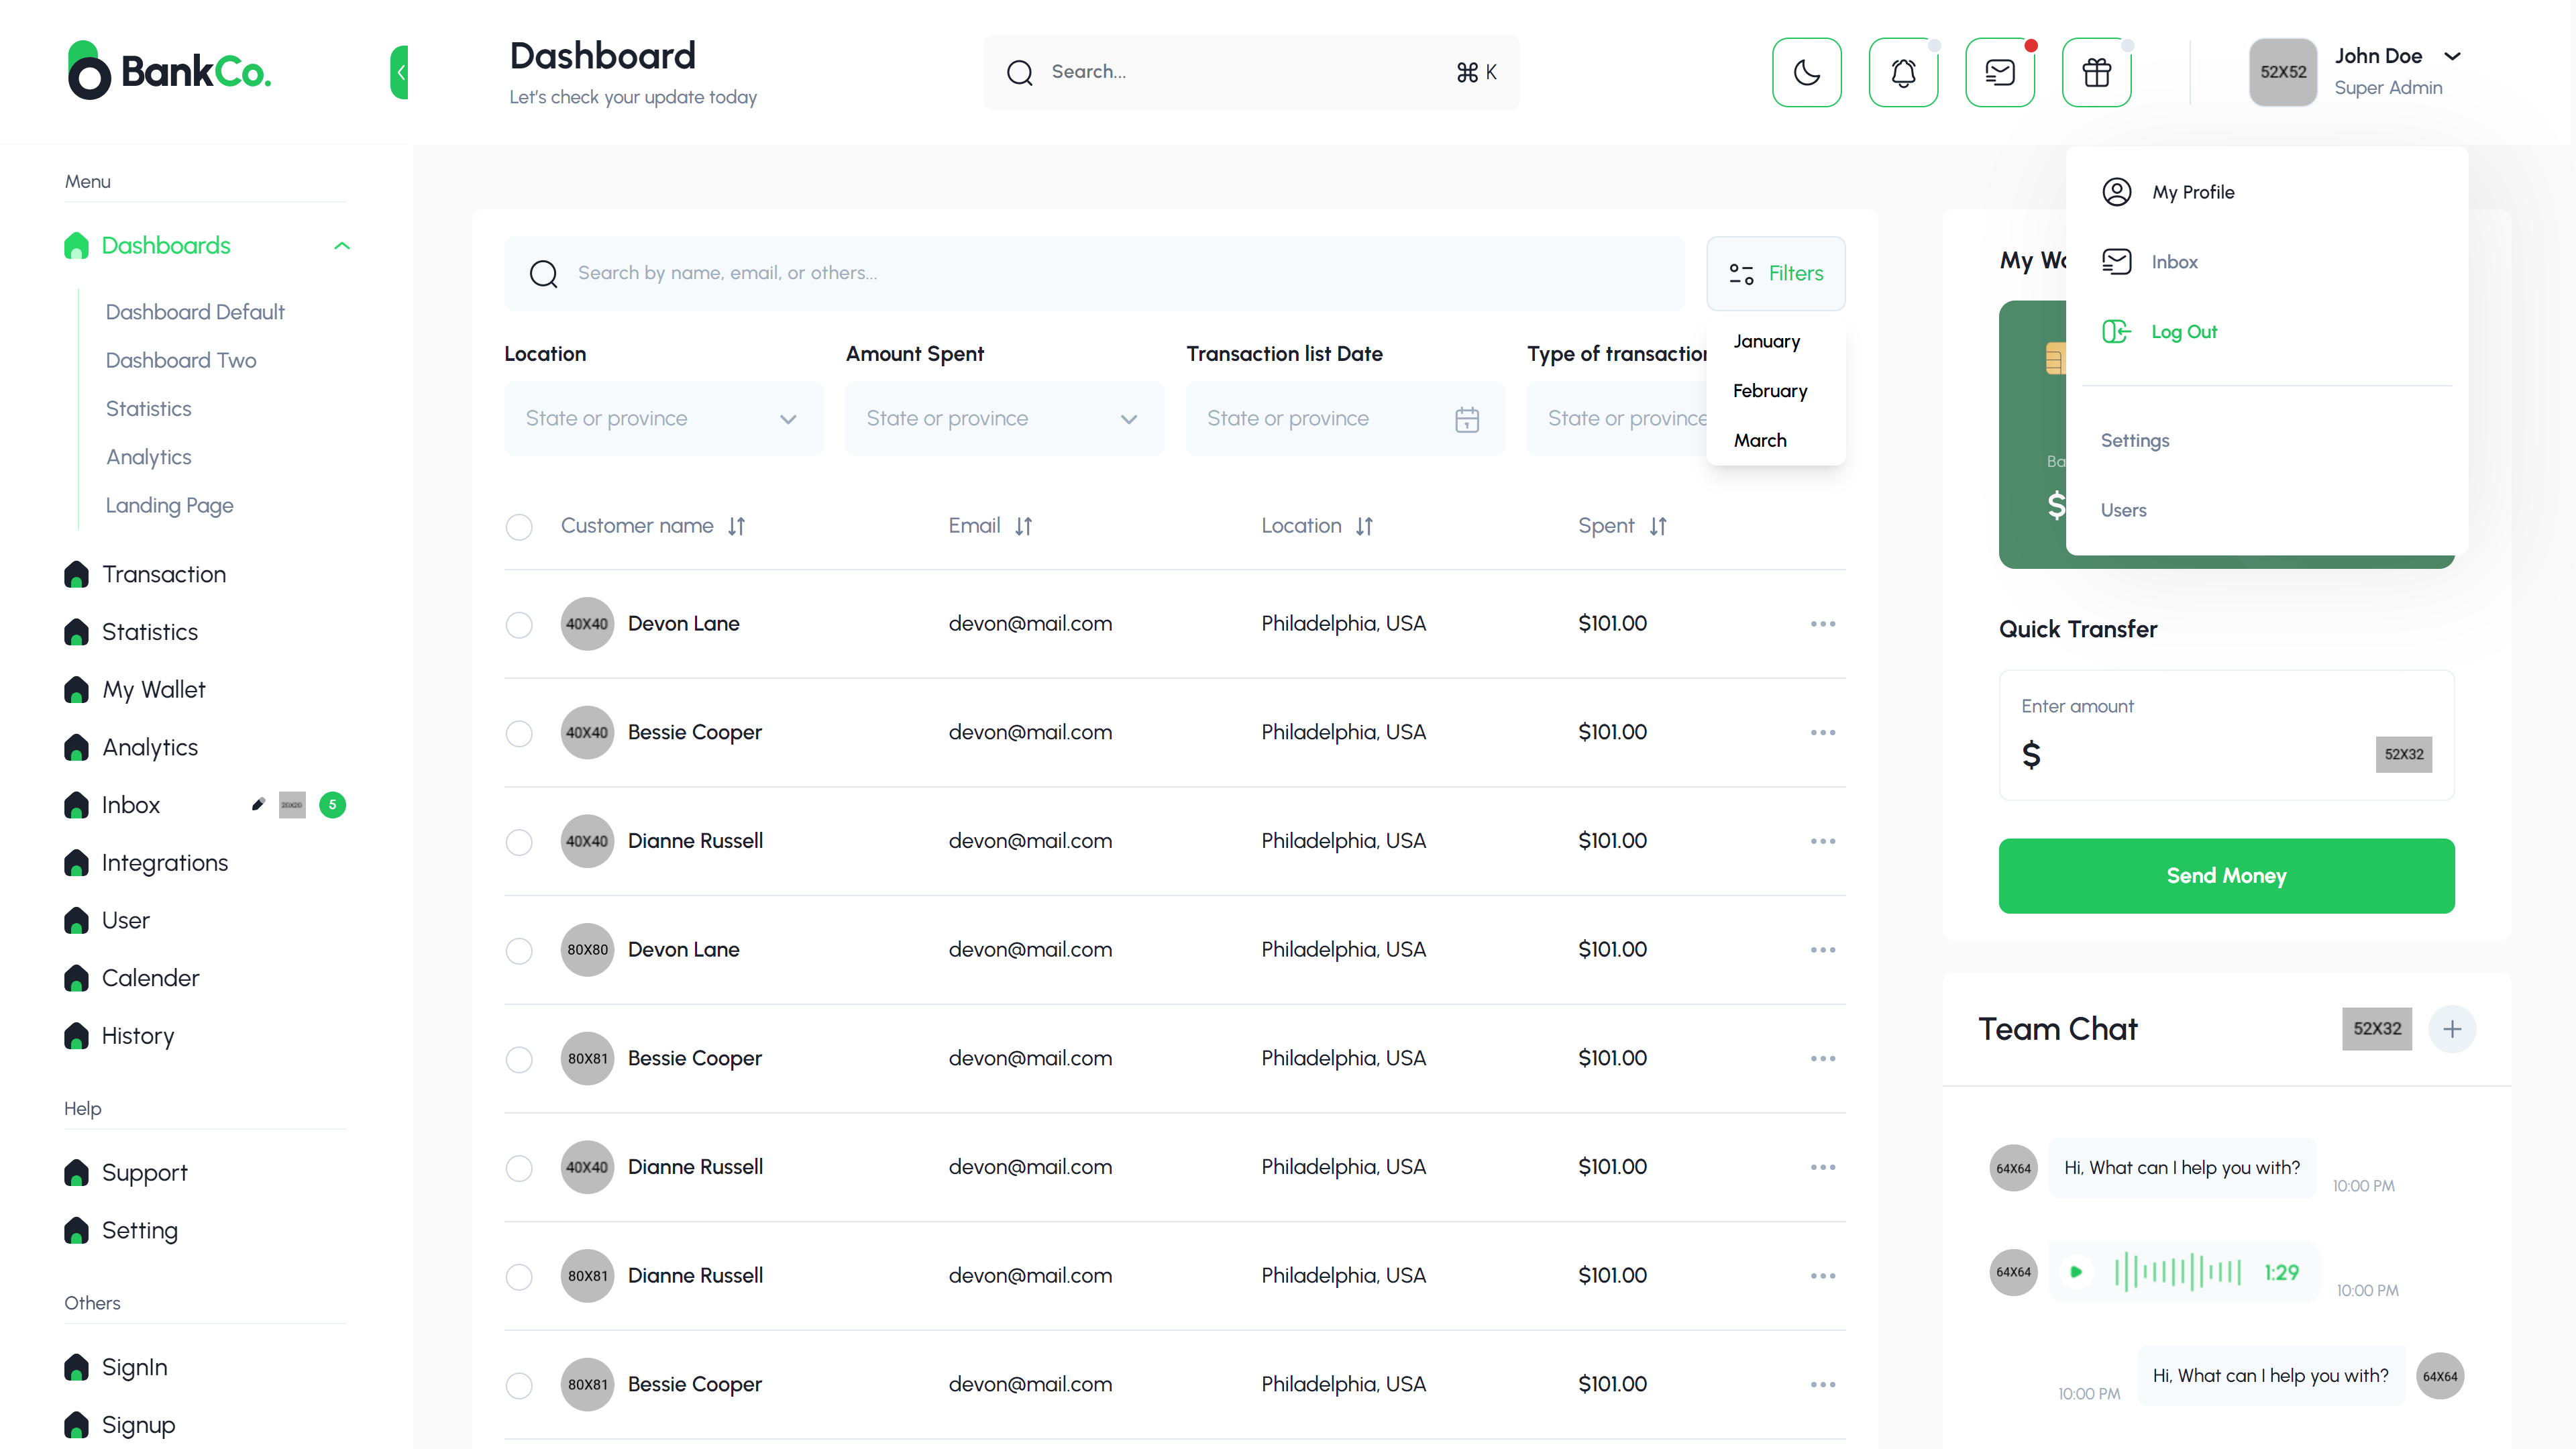 BankCo.
Dashboard
Let's check your update today
Search...
⌘ K
52X52
John Doe
Super Admin
Menu
Dashboards
Dashboard Default
Dashboard Two
Statistics
Analytics
Landing Page
Transaction
Statistics
My Wallet
Analytics
Inbox
5
Integrations
User
Calender
History
Help
Support
Setting
Others
SignIn
Signup
Search by name, email, or others...
Filters
January
February
March
Location
Amount Spent
Transaction list Date
Type of transaction
State or province
State or province
State or province
State or province
Customer name
Email
Location
Spent
40X40 Devon Lane devon@mail.com Philadelphia, USA $101.00
40X40 Bessie Cooper devon@mail.com Philadelphia, USA $101.00
40X40 Dianne Russell devon@mail.com Philadelphia, USA $101.00
80X80 Devon Lane devon@mail.com Philadelphia, USA $101.00
80X81 Bessie Cooper devon@mail.com Philadelphia, USA $101.00
40X40 Dianne Russell devon@mail.com Philadelphia, USA $101.00
80X81 Dianne Russell devon@mail.com Philadelphia, USA $101.00
80X81 Bessie Cooper devon@mail.com Philadelphia, USA $101.00
My Profile
Inbox
Log Out
Settings
Users
My
$
Quick Transfer
Enter amount
$
52X32
Send Money
Team Chat
52X32
64X64
Hi, What can I help you with?
10:00 PM
64X64
1:29
10:00 PM
10:00 PM
Hi, What can I help you with?
64X64